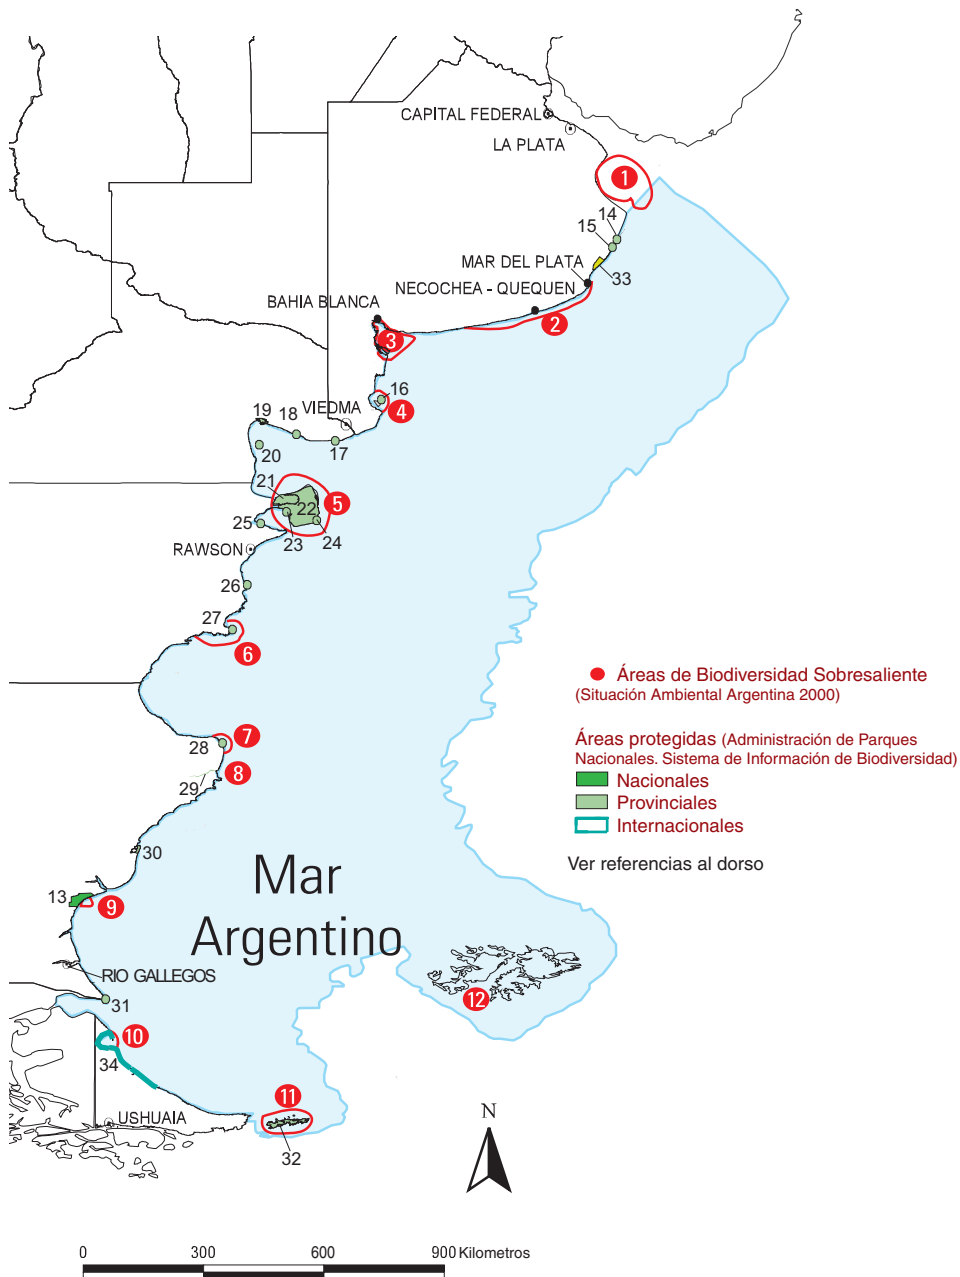 CAPITAL FEDERAL
LA PLATA
1
14
15
MAR DEL PLATA
33
NECOCHEA - QUEQUEN
BAHIA BLANCA
2
3
16
VIEDMA
4
19
18
17
20
21
22
5
25
23
24
RAWSON
26
27
6
7
28
8
29
30
13
9
Mar
Argentino
RIO GALLEGOS
12
31
10
34
11
USHUAIA
32
Áreas de Biodiversidad Sobresaliente
(Situación Ambiental Argentina 2000)
Áreas protegidas (Administración de Parques
Nacionales. Sistema de Información de Biodiversidad)
Nacionales
Provinciales
Internacionales
Ver referencias al dorso
N
0 300 600 900 Kilometros